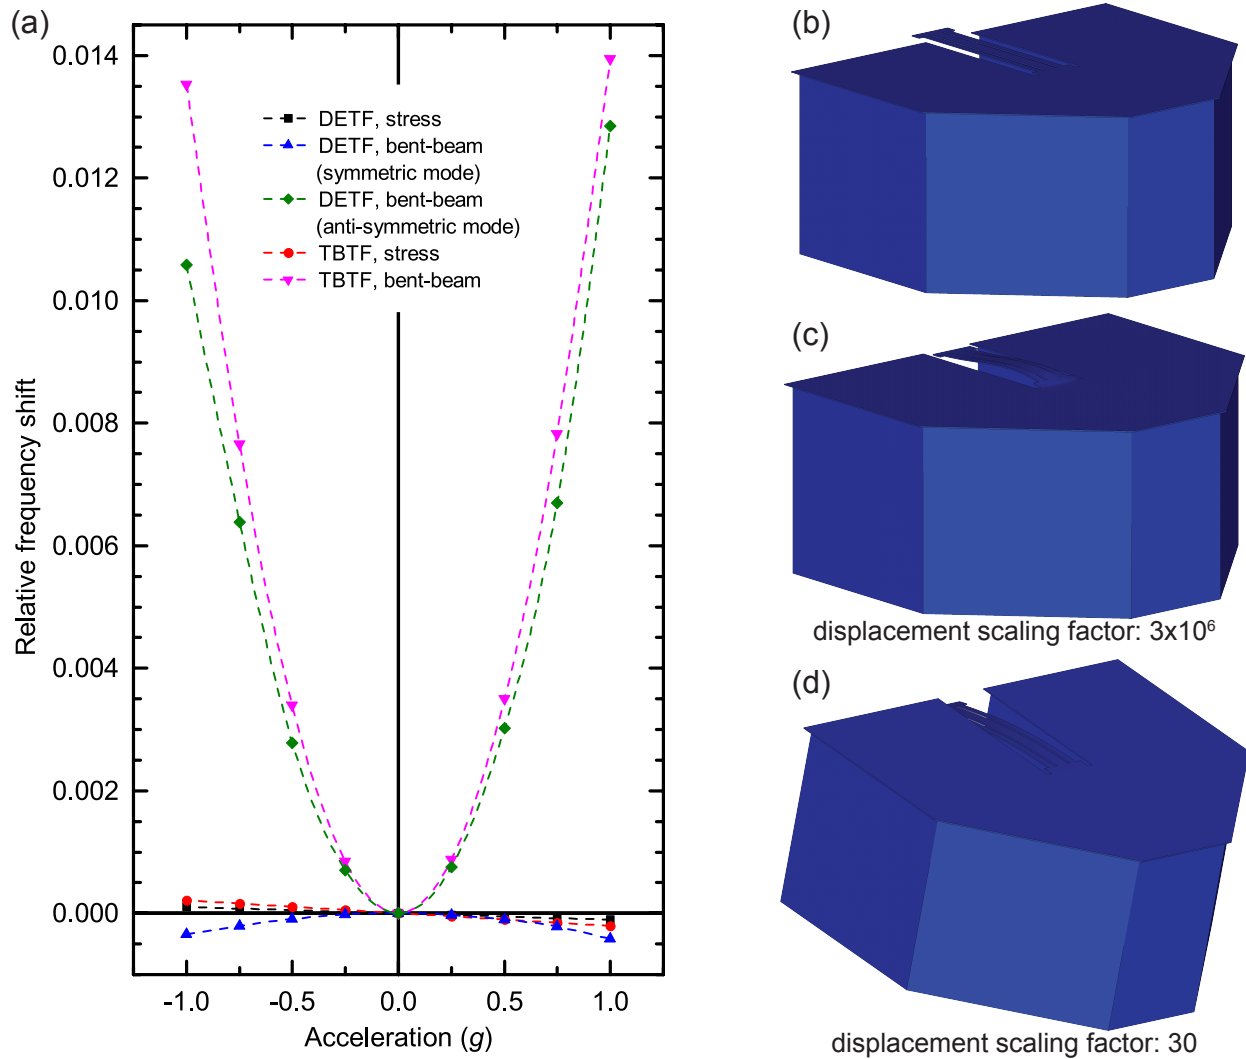 (a)
0.014
0.012
0.010
0.008
0.006
0.004
0.002
0.000
Relative frequency shift
DETF, stress
DETF, bent-beam
(symmetric mode)
DETF, bent-beam
(anti-symmetric mode)
TBTF, stress
TBTF, bent-beam
-1.0 -0.5 0.0 0.5 1.0
Acceleration (g)
(b)
(c)
displacement scaling factor: 3x10⁶
(d)
displacement scaling factor: 30